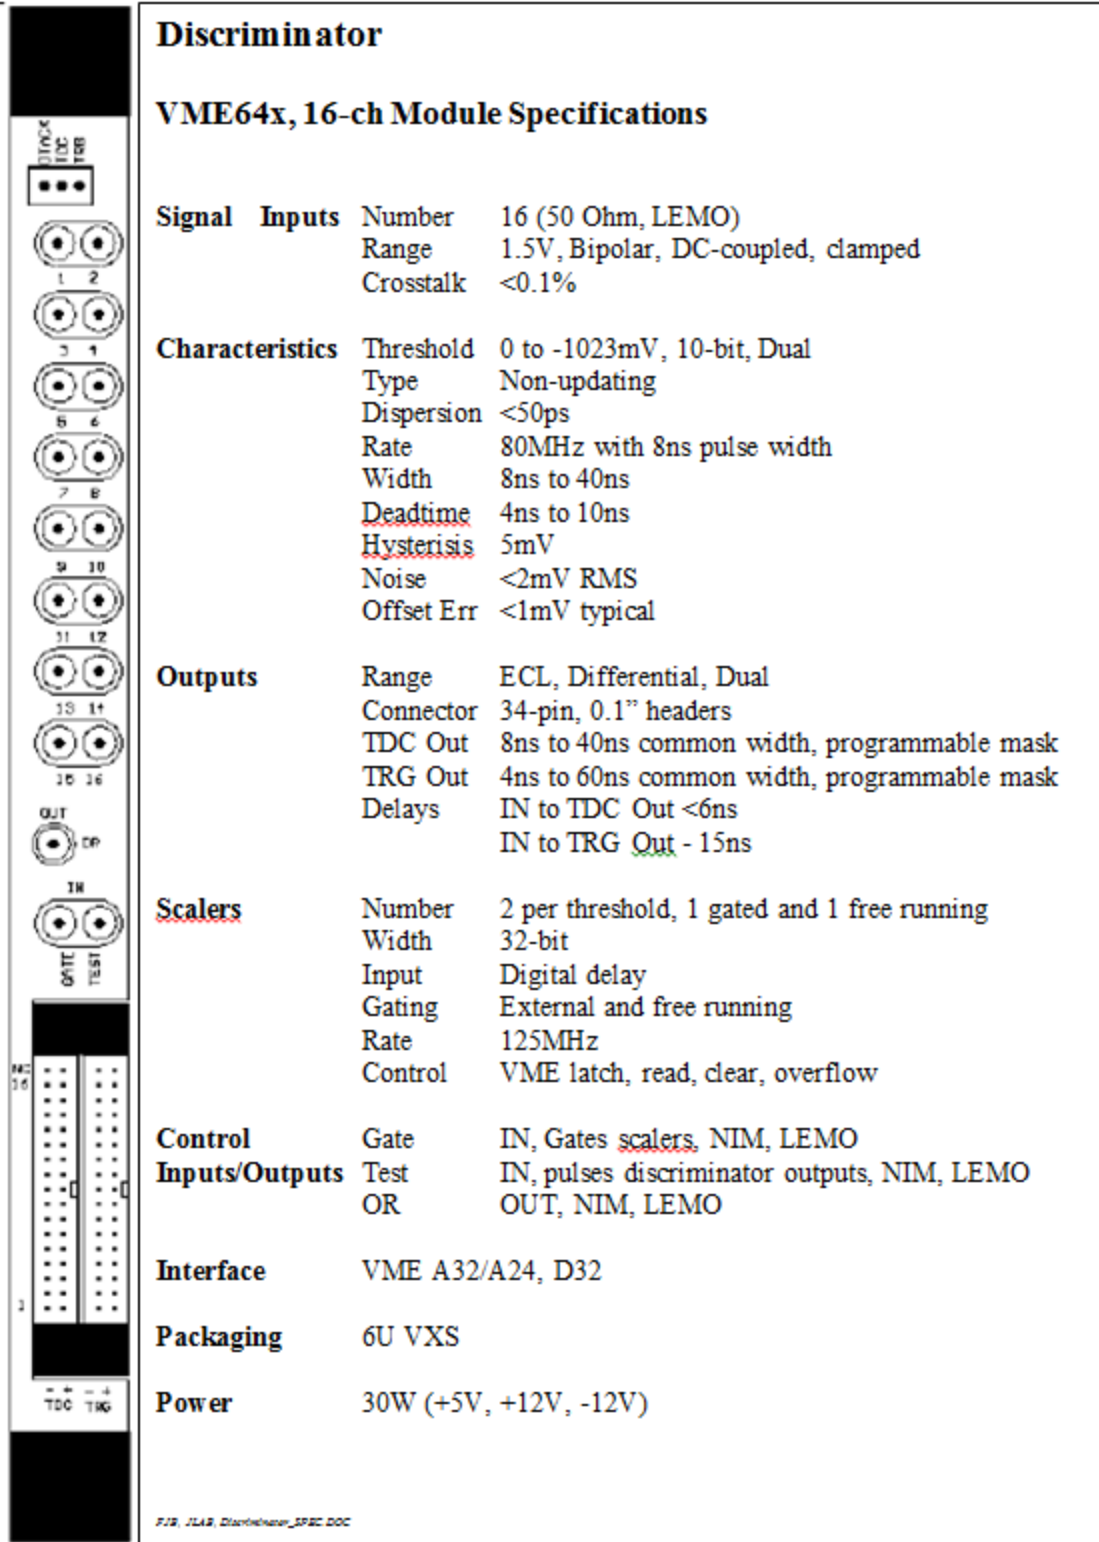 Discriminator
VME64x, 16-ch Module Specifications
Signal Inputs Number 16 (50 Ohm, LEMO)
Range 1.5V, Bipolar, DC-coupled, clamped
Crosstalk <0.1%
Characteristics Threshold 0 to -1023mV, 10-bit, Dual
Type Non-updating
Dispersion <50ps
Rate 80MHz with 8ns pulse width
Width 8ns to 40ns
Deadtime 4ns to 10ns
Hysterisis 5mV
Noise <2mV RMS
Offset Err <1mV typical
Outputs Range ECL, Differential, Dual
Connector 34-pin, 0.1” headers
TDC Out 8ns to 40ns common width, programmable mask
TRG Out 4ns to 60ns common width, programmable mask
Delays IN to TDC Out <6ns
IN to TRG Out - 15ns
Scalers Number 2 per threshold, 1 gated and 1 free running
Width 32-bit
Input Digital delay
Gating External and free running
Rate 125MHz
Control VME latch, read, clear, overflow
Control Gate IN, Gates scalers, NIM, LEMO
Inputs/Outputs Test IN, pulses discriminator outputs, NIM, LEMO
OR OUT, NIM, LEMO
Interface VME A32/A24, D32
Packaging 6U VXS
Power 30W (+5V, +12V, -12V)
FJB, JLAB, Discriminator_SPEC.DOC
DTACK
TDC
1 2
3 4
5 6
7 8
9 10
11 12
13 14
15 16
OUT
OR
IN
GATE
TEST
NC
16
1
- + - +
TDC TRG